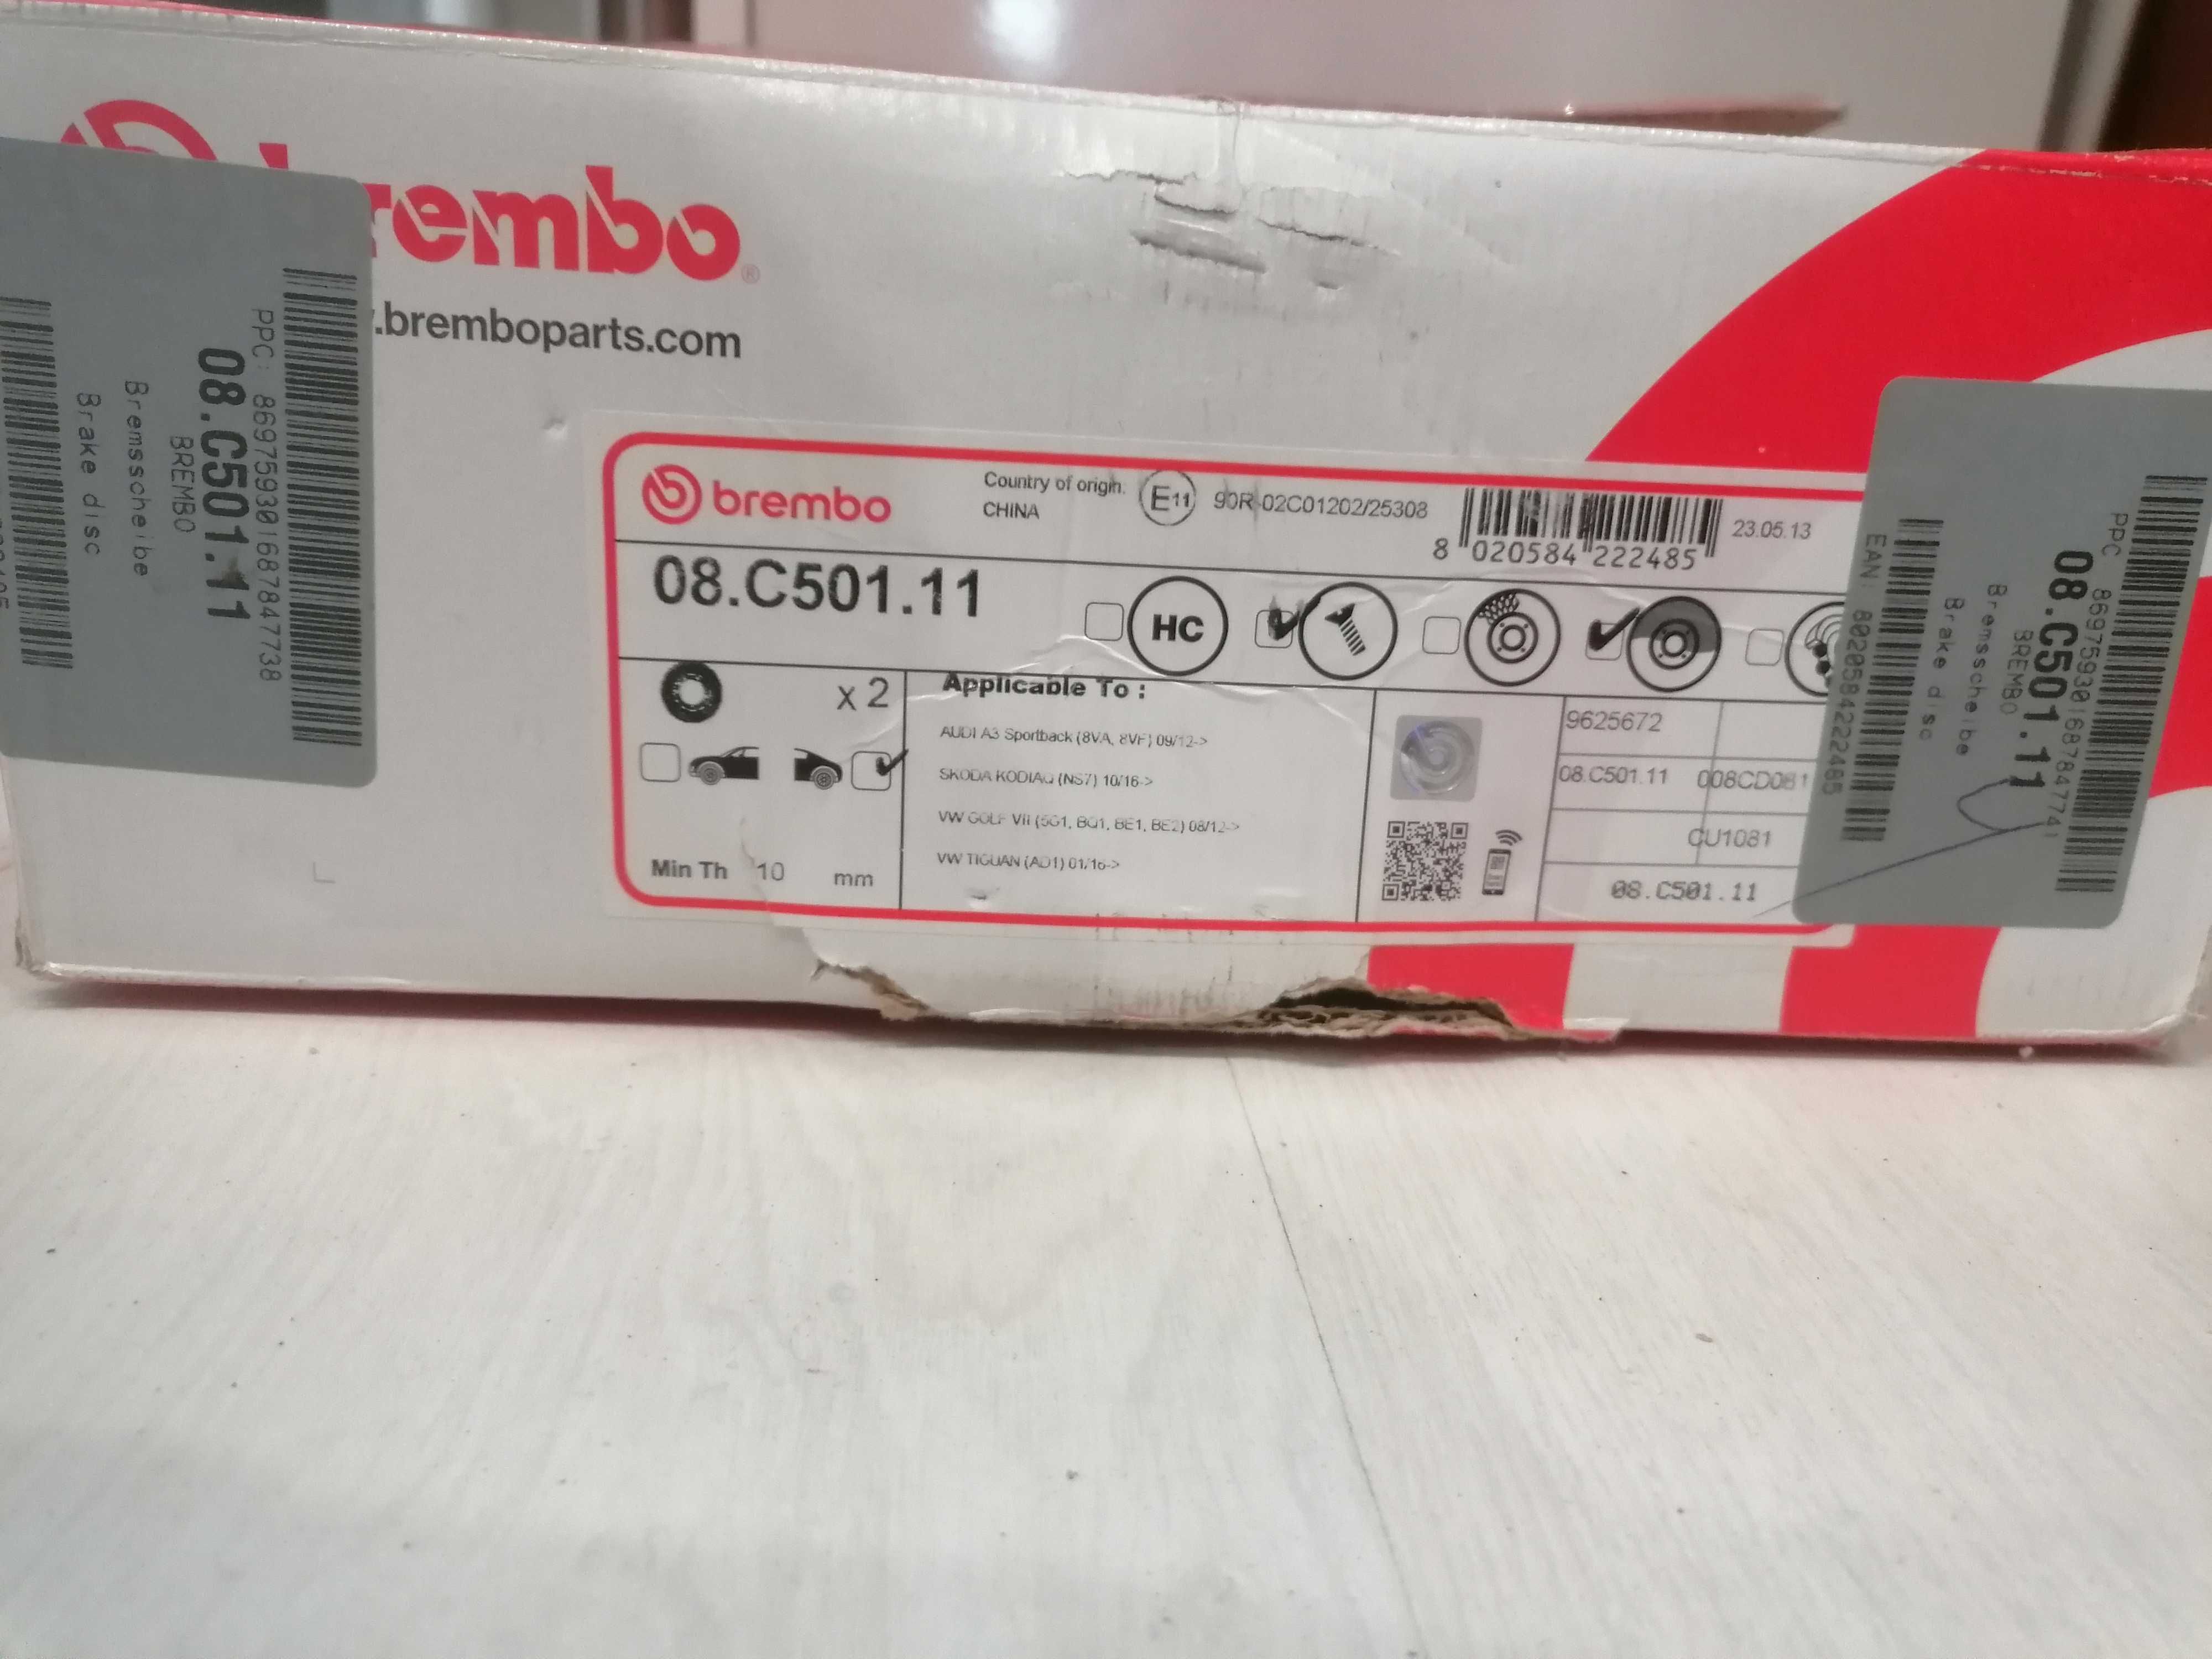 brembo®
.bremboparts.com
PPC: 8697593016878477​38
08.C501.11
BREMBO
Bremsscheibe
Brake disc
brembo
Country of origin.
CHINA
E11
90R-02C01202/25308
8 020584 222485
23.05.13
08.C501.11
HC
x 2
Min Th 10 mm
Applicable To :
AUDI A3 Sportback (8VA, 8VF) 09/12->
SKODA KODIAQ (NS7) 10/16->
VW GOLF VII (5G1, BQ1, BE1, BE2) 08/12->
VW TIGUAN (AD1) 01/16->
9625672
08.C501.11 008CD081
CU1081
08.C501.11
PPC 869759301687847741
08.C501.11
BREMBO
Bremsscheibe
Brake disc
EAN: 8020584222485